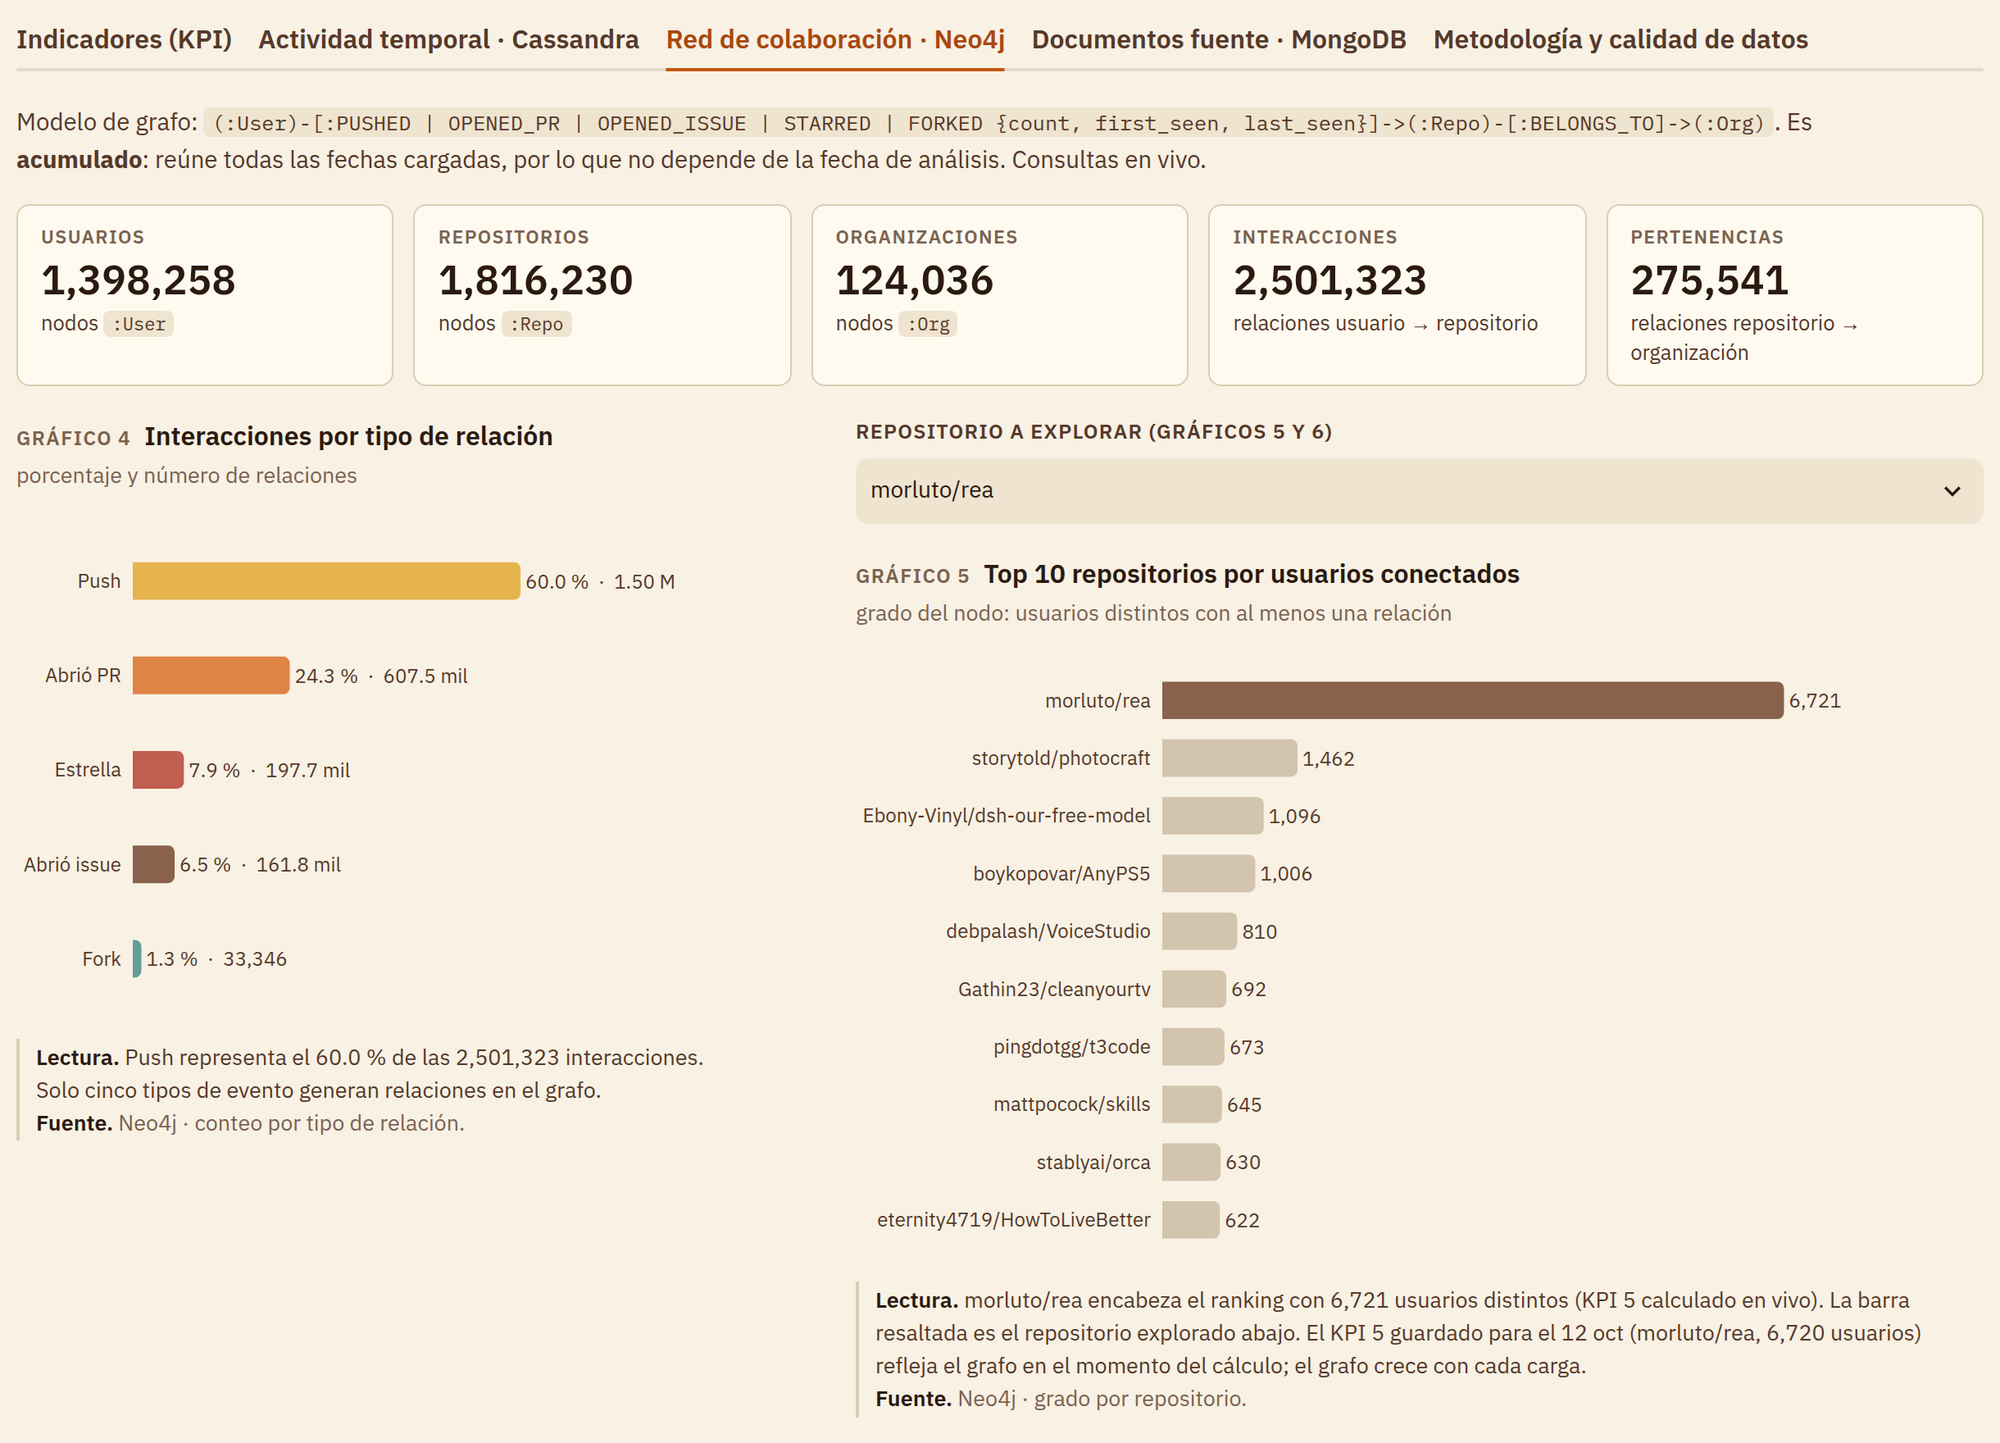 Indicadores (KPI) Actividad temporal · Cassandra Red de colaboración · Neo4j Documentos fuente · MongoDB Metodología y calidad de datos
Modelo de grafo: (:User)-[:PUSHED | OPENED_PR | OPENED_ISSUE | STARRED | FORKED {count, first_seen, last_seen}]->(:Repo)-[:BELONGS_TO]->(:Org) . Es
acumulado: reúne todas las fechas cargadas, por lo que no depende de la fecha de análisis. Consultas en vivo.
USUARIOS
1,398,258
nodos :User
REPOSITORIOS
1,816,230
nodos :Repo
ORGANIZACIONES
124,036
nodos :Org
INTERACCIONES
2,501,323
relaciones usuario → repositorio
PERTENENCIAS
275,541
relaciones repositorio →
organización
GRÁFICO 4 Interacciones por tipo de relación
porcentaje y número de relaciones
Push 60.0 % · 1.50 M
Abrió PR 24.3 % · 607.5 mil
Estrella 7.9 % · 197.7 mil
Abrió issue 6.5 % · 161.8 mil
Fork 1.3 % · 33,346
Lectura. Push representa el 60.0 % de las 2,501,323 interacciones.
Solo cinco tipos de evento generan relaciones en el grafo.
Fuente. Neo4j · conteo por tipo de relación.
REPOSITORIO A EXPLORAR (GRÁFICOS 5 Y 6)
morluto/rea
GRÁFICO 5 Top 10 repositorios por usuarios conectados
grado del nodo: usuarios distintos con al menos una relación
morluto/rea 6,721
storytold/photocraft 1,462
Ebony-Vinyl/dsh-our-free-model 1,096
boykopovar/AnyPS5 1,006
debpalash/VoiceStudio 810
Gathin23/cleanyourtv 692
pingdotgg/t3code 673
mattpocock/skills 645
stablyai/orca 630
eternity4719/HowToLiveBetter 622
Lectura. morluto/rea encabeza el ranking con 6,721 usuarios distintos (KPI 5 calculado en vivo). La barra
resaltada es el repositorio explorado abajo. El KPI 5 guardado para el 12 oct (morluto/rea, 6,720 usuarios)
refleja el grafo en el momento del cálculo; el grafo crece con cada carga.
Fuente. Neo4j · grado por repositorio.